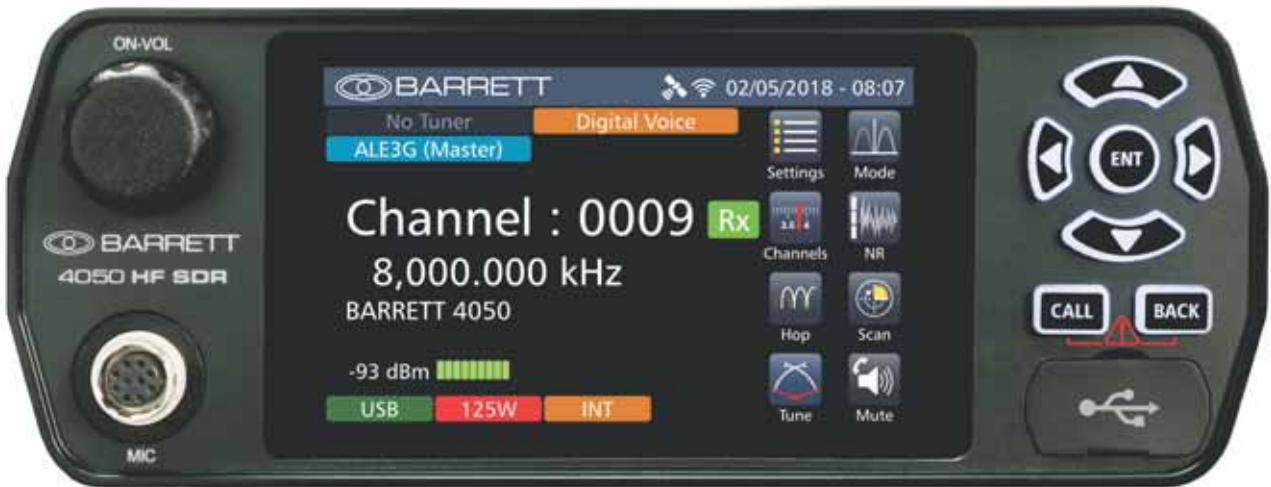 ON-VOL
BARRETT
4050 HF SDR
MIC
BARRETT 02/05/2018 - 08:07
No Tuner Digital Voice
ALE3G (Master)
Channel : 0009 Rx
8,000.000 kHz
BARRETT 4050
-93 dBm
USB 125W INT
Settings Mode
Channels NR
Hop Scan
Tune Mute
ENT
CALL BACK